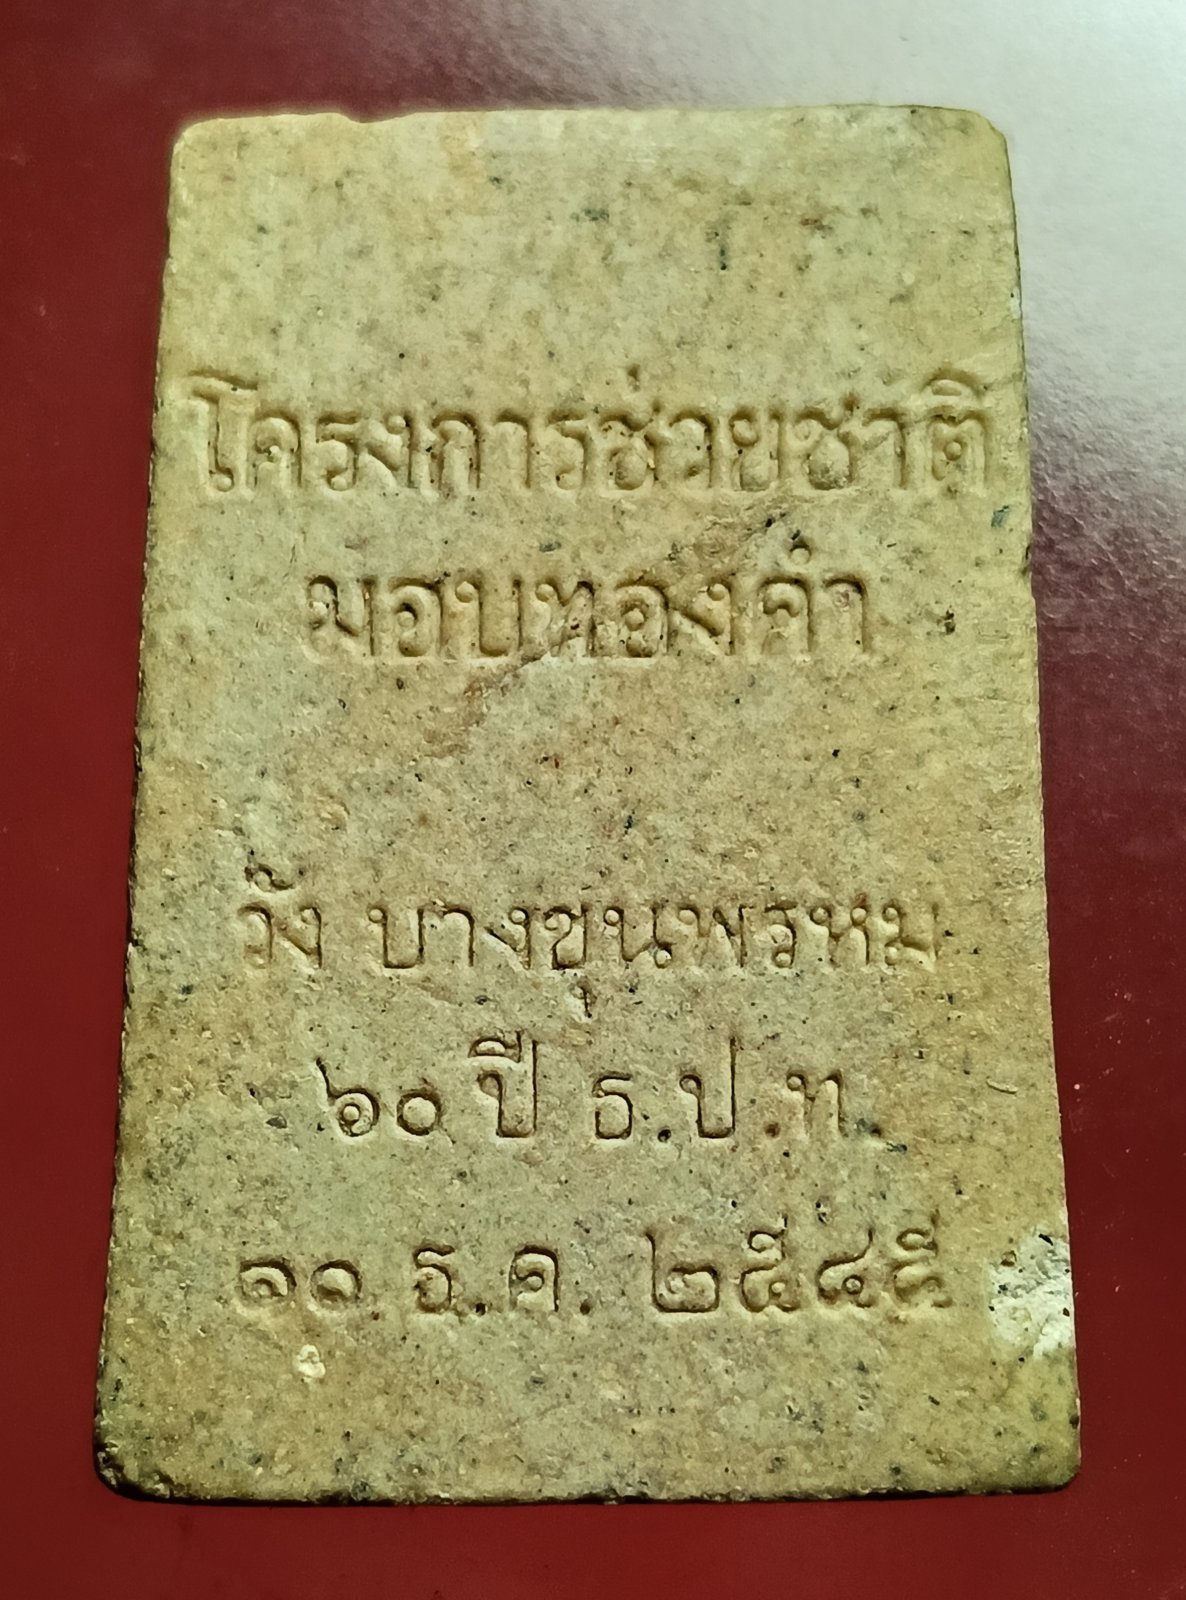 โครงการช่วยชาติ
มอบทองคำ
วัง บางขุนพรหม
๖๐ ปี ธ.ป.ท.
๑๐ ธ.ค. ๒๕๔๕